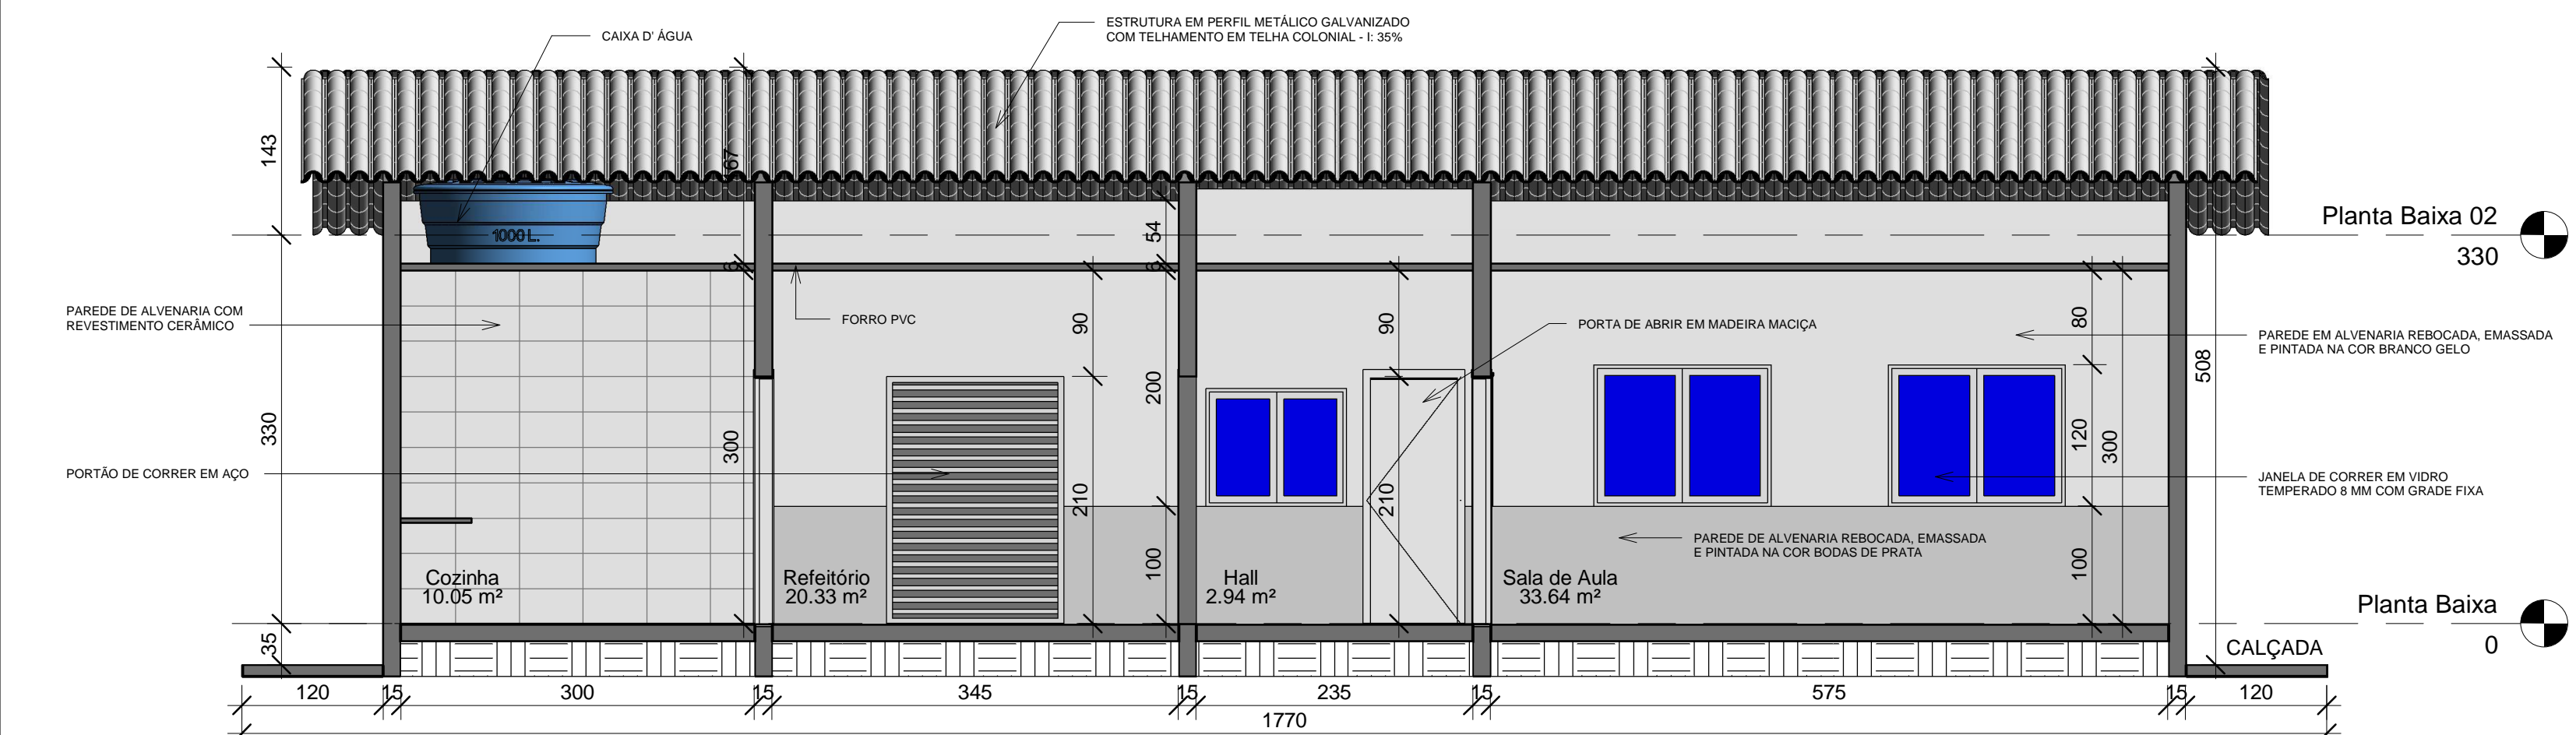 ESTRUTURA EM PERFIL METÁLICO GALVANIZADO
COM TELHAMENTO EM TELHA COLONIAL - I: 35%
CAIXA D' ÁGUA
143
54
Planta Baixa 02
330
1000 L.
6
6
PAREDE DE ALVENARIA COM
REVESTIMENTO CERÂMICO
FORRO PVC
90
90
PORTA DE ABRIR EM MADEIRA MACIÇA
80
PAREDE EM ALVENARIA REBOCADA, EMASSADA
E PINTADA NA COR BRANCO GELO
508
330
300
200
120
300
PORTÃO DE CORRER EM AÇO
210
210
JANELA DE CORRER EM VIDRO
TEMPERADO 8 MM COM GRADE FIXA
PAREDE DE ALVENARIA REBOCADA, EMASSADA
E PINTADA NA COR BODAS DE PRATA
100
100
Cozinha
10.05 m²
Refeitório
20.33 m²
Hall
2.94 m²
Sala de Aula
33.64 m²
Planta Baixa
0
35
CALÇADA
120 15 300 15 345 15 235 15 575 15 120
1770